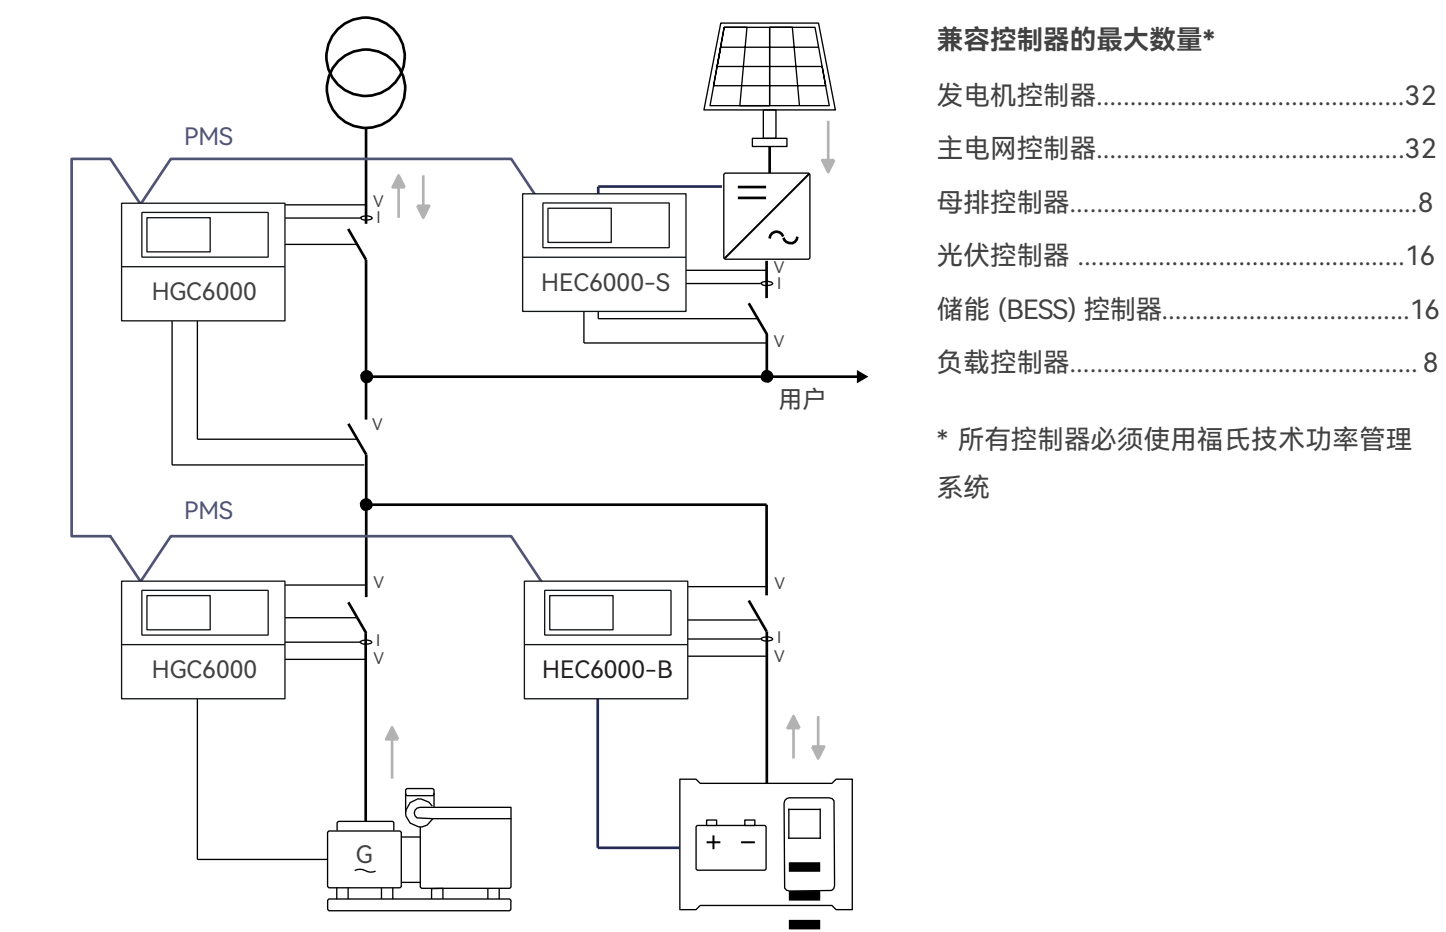 PMS
V
I
HGC6000
HEC6000-S
V
I
V
用户
V
PMS
V
I
V
HGC6000
V
I
V
HEC6000-B
G
+ −
兼容控制器的最大数量*
发电机控制器..............................................32
主电网控制器..............................................32
母排控制器....................................................8
光伏控制器 .................................................16
储能 (BESS) 控制器.....................................16
负载控制器.................................................... 8
* 所有控制器必须使用福氏技术功率管理
系统